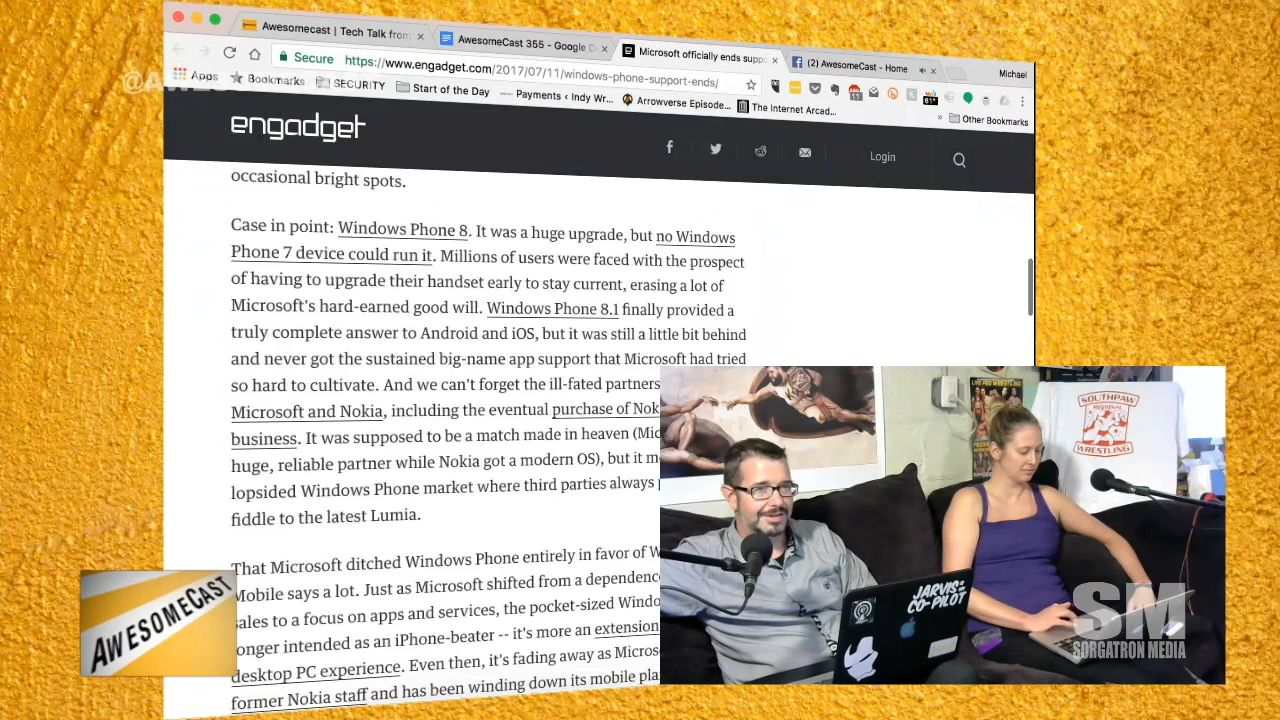 Awesomecast | Tech Talk from
AwesomeCast 355 - Google D
Microsoft officially ends suppo
(2) AwesomeCast - Home
Michael
Secure https://www.engadget.com/2017/07/11/windows-phone-support-ends/
Apps Bookmarks SECURITY Start of the Day Payments ‹ Indy Wr... Arrowverse Episode... The Internet Arcad...
» Other Bookmarks
engadget
Login
occasional bright spots.
Case in point: Windows Phone 8. It was a huge upgrade, but no Windows
Phone 7 device could run it. Millions of users were faced with the prospect
of having to upgrade their handset early to stay current, erasing a lot of
Microsoft's hard-earned good will. Windows Phone 8.1 finally provided a
truly complete answer to Android and iOS, but it was still a little bit behind
and never got the sustained big-name app support that Microsoft had tried
so hard to cultivate. And we can't forget the ill-fated partners
Microsoft and Nokia, including the eventual purchase of Nok
business. It was supposed to be a match made in heaven (Mic
huge, reliable partner while Nokia got a modern OS), but it m
lopsided Windows Phone market where third parties always
fiddle to the latest Lumia.
That Microsoft ditched Windows Phone entirely in favor of W
Mobile says a lot. Just as Microsoft shifted from a dependence
sales to a focus on apps and services, the pocket-sized Windo
onger intended as an iPhone-beater -- it's more an extension
desktop PC experience. Even then, it's fading away as Microso
former Nokia staff and has been winding down its mobile pla
AWESOMECAST
LIVE PRO WRESTLING
SOUTHPAW
REGIONAL
WRESTLING
JARVIS IS
CO-PILOT
SM
SORGATRON MEDIA